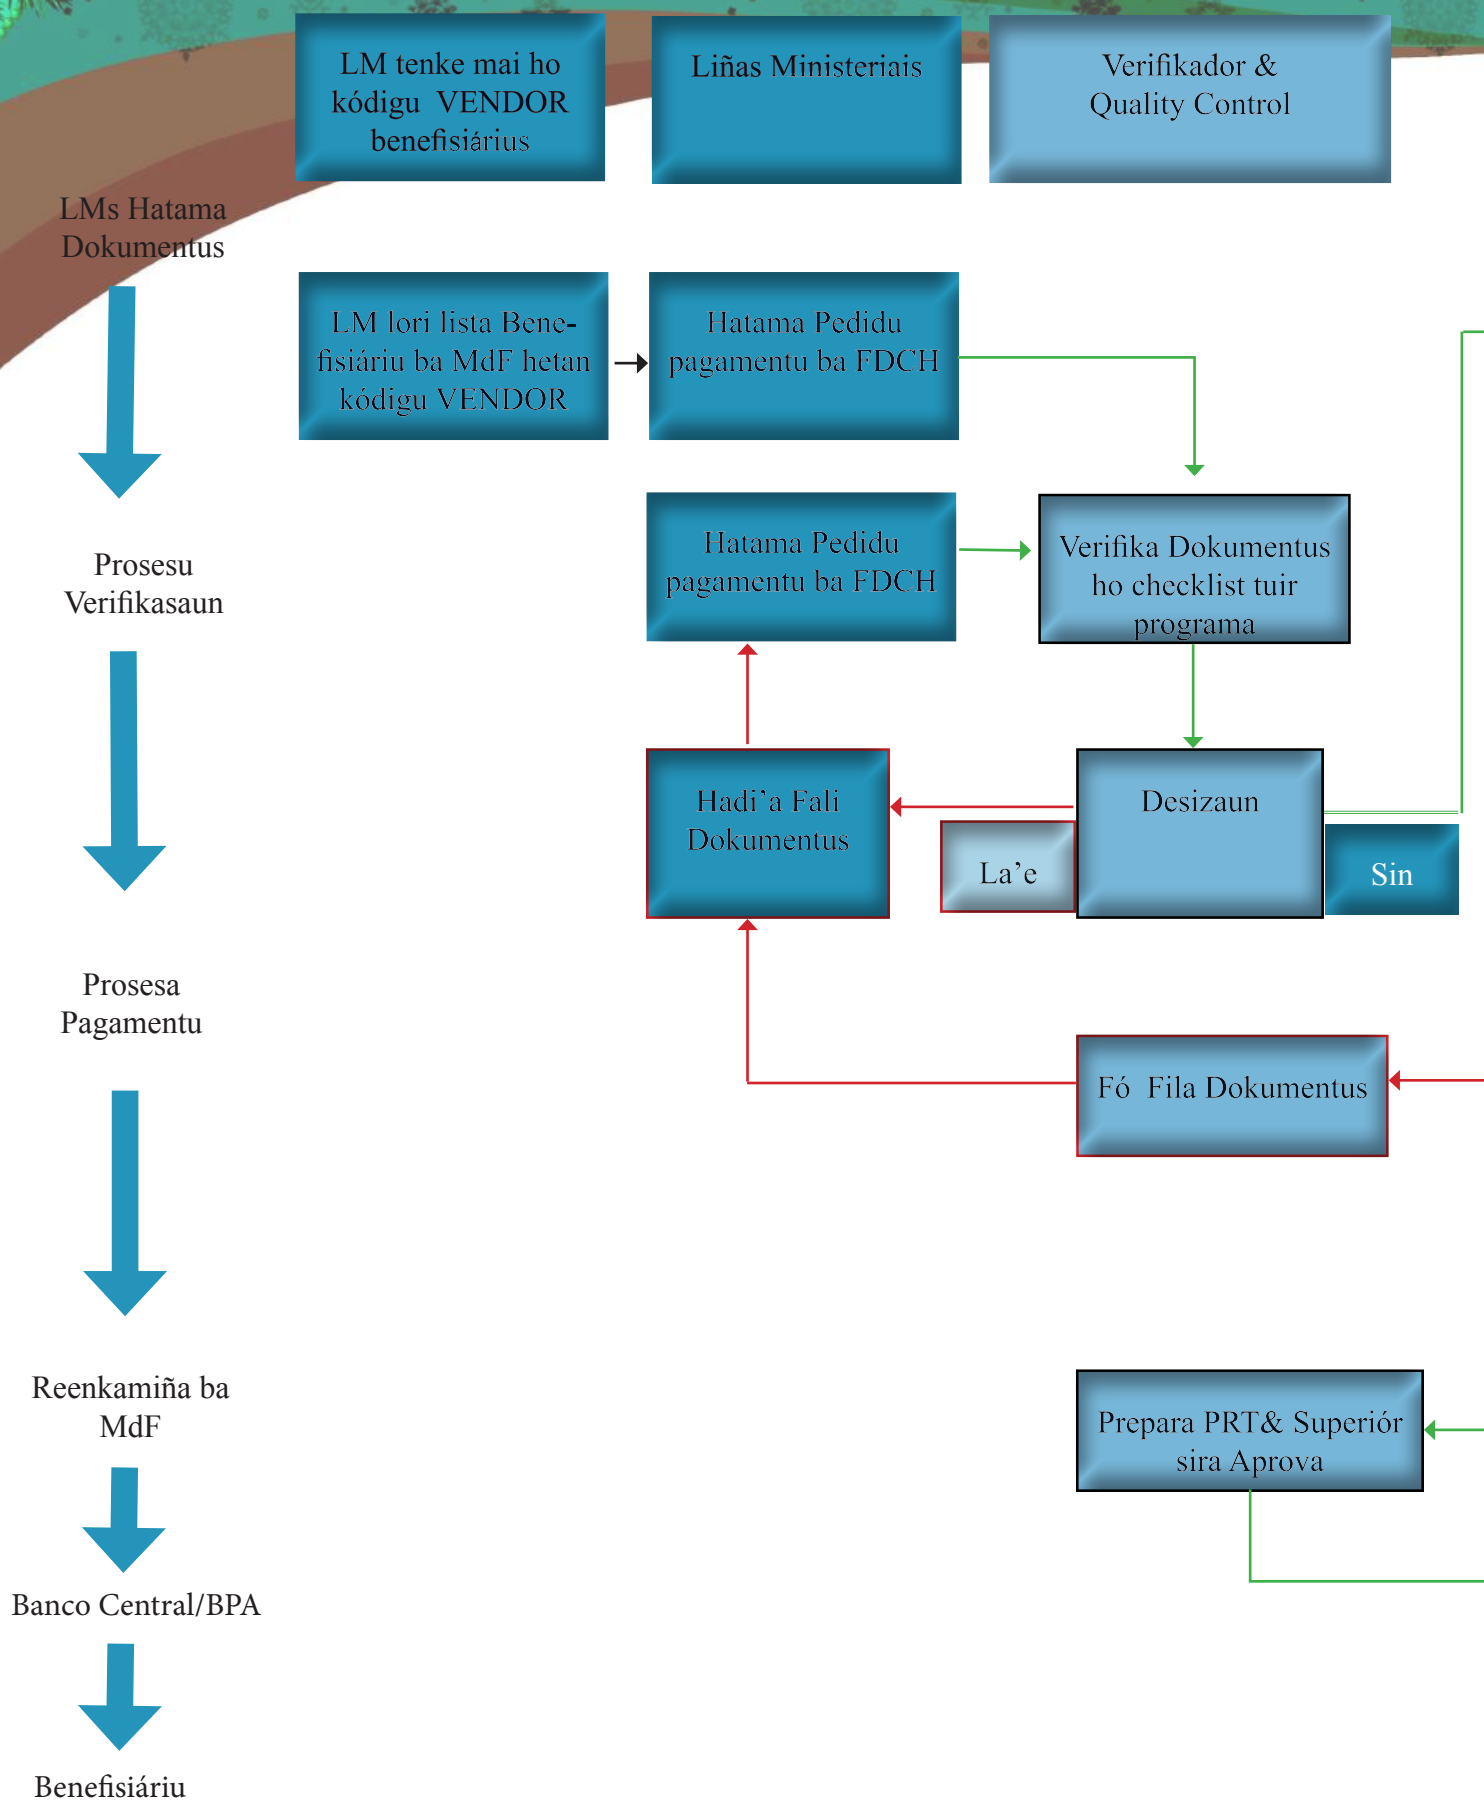 LM tenke mai ho
kódigu VENDOR
benefisiárius
Liñas Ministeriais
Verifikador &
Quality Control
LMs Hatama
Dokumentus
LM lori lista Bene-
fisiáriu ba MdF hetan
kódigu VENDOR
Hatama Pedidu
pagamentu ba FDCH
Prosesu
Verifikasaun
Hatama Pedidu
pagamentu ba FDCH
Verifika Dokumentus
ho checklist tuir
programa
Hadi’a Fali
Dokumentus
La’e
Desizaun
Sin
Prosesa
Pagamentu
Fó Fila Dokumentus
Reenkamiña ba
MdF
Prepara PRT& Superiór
sira Aprova
Banco Central/BPA
Benefisiáriu